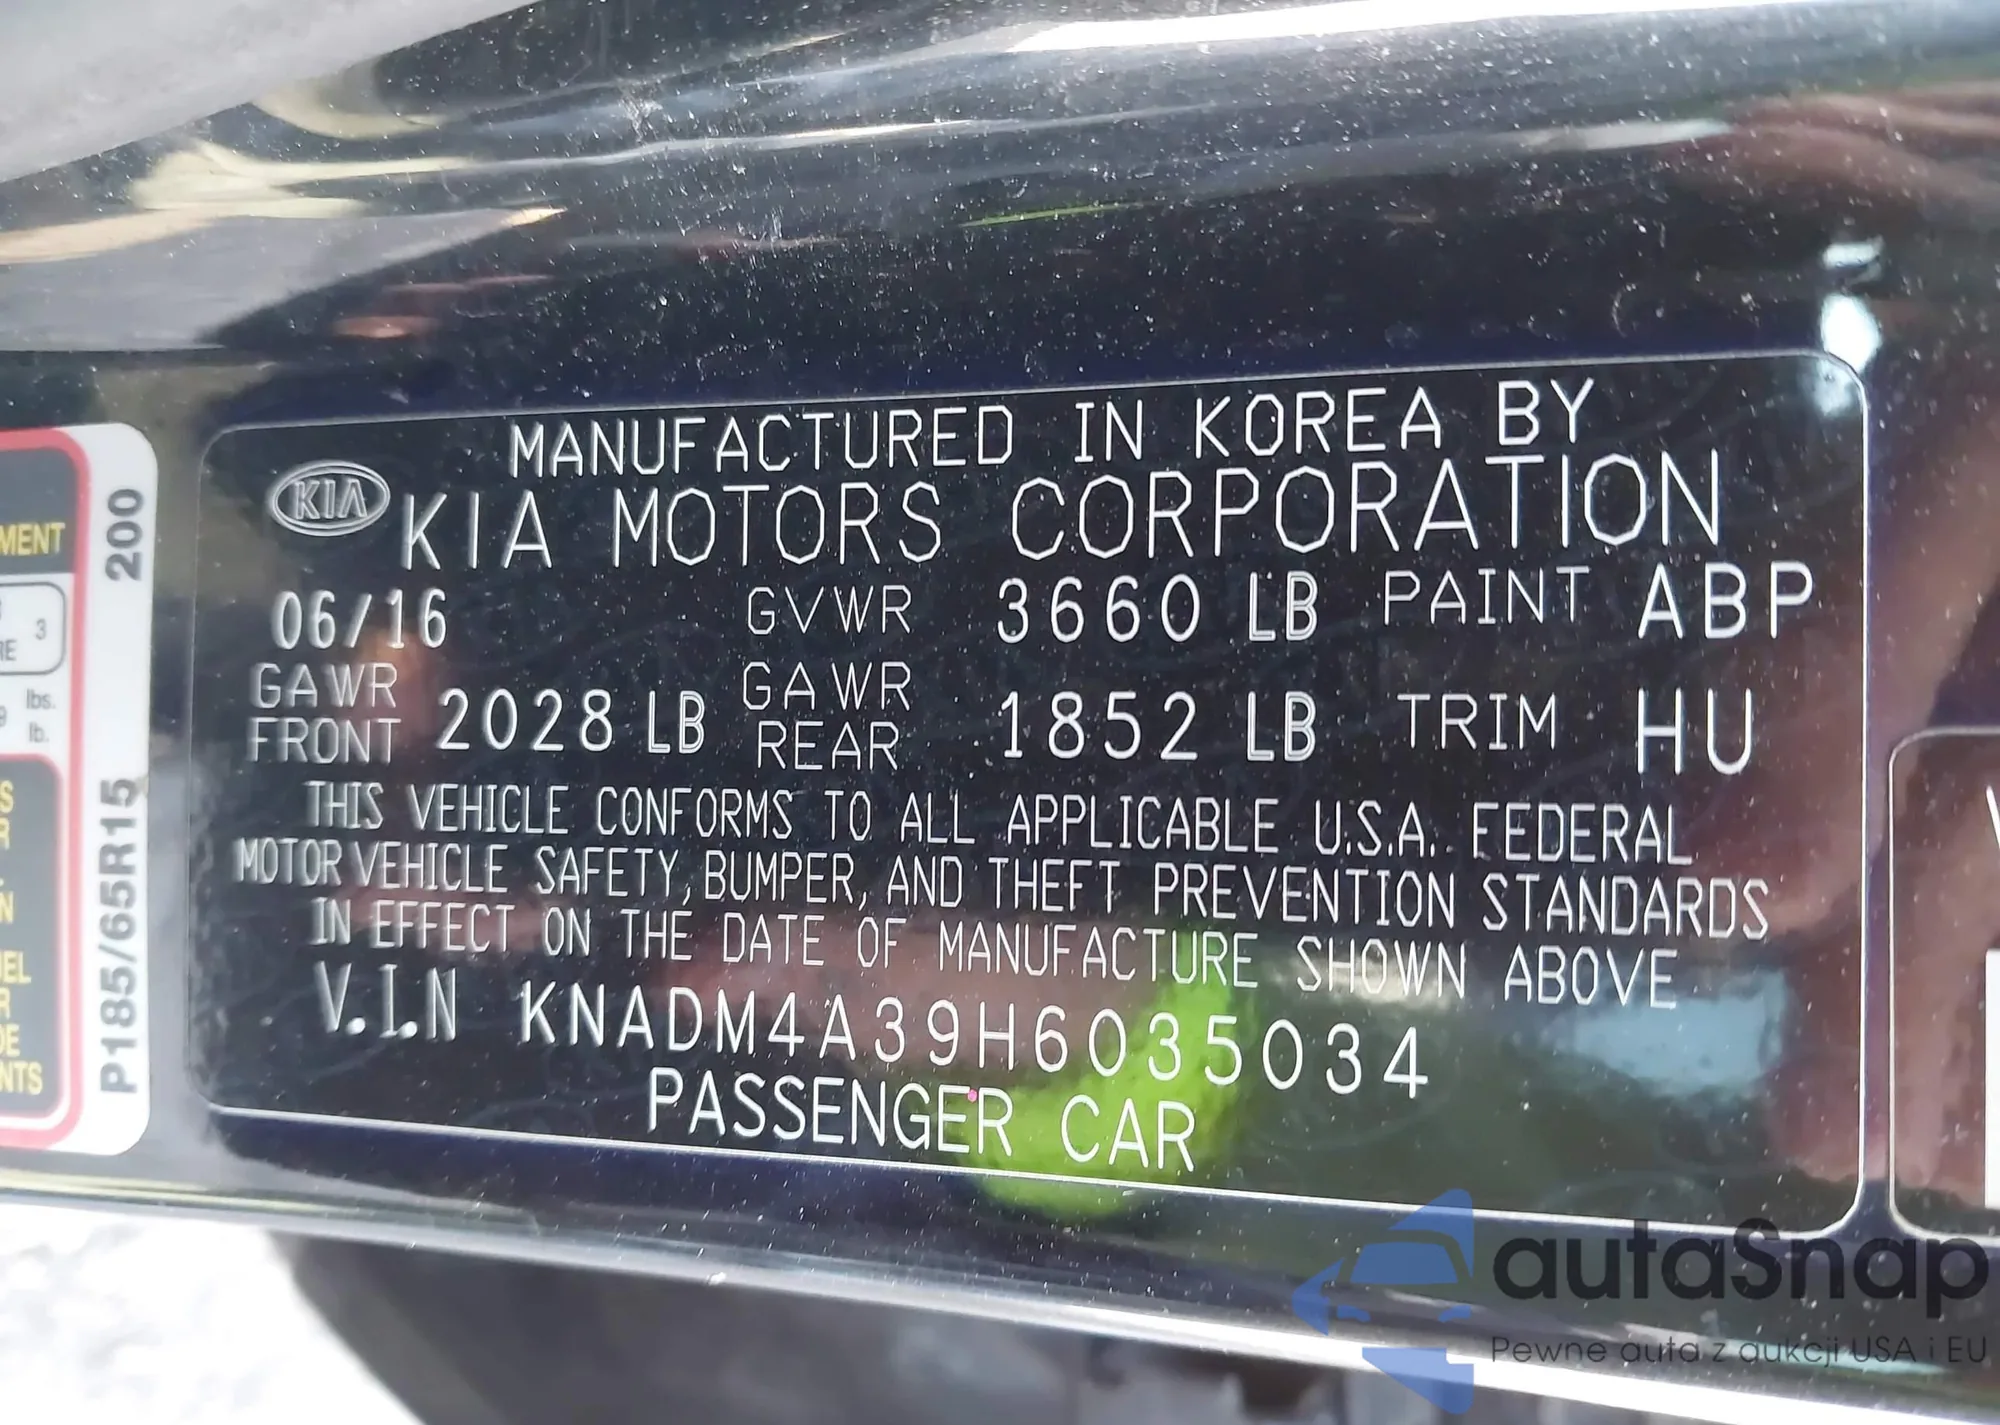 MANUFACTURED IN KOREA BY
KIA KIA MOTORS CORPORATION
06/16 GVWR 3660 LB PAINT ABP
GAWR FRONT 2028 LB GAWR REAR 1852 LB TRIM HU
THIS VEHICLE CONFORMS TO ALL APPLICABLE U.S.A. FEDERAL
MOTOR VEHICLE SAFETY, BUMPER, AND THEFT PREVENTION STANDARDS
IN EFFECT ON THE DATE OF MANUFACTURE SHOWN ABOVE
V.I.N KNADM4A39H6035034
PASSENGER CAR
P185/65R15 200
3
lbs.
lb.
autaSnap
Pewne auta z aukcji USA i EU